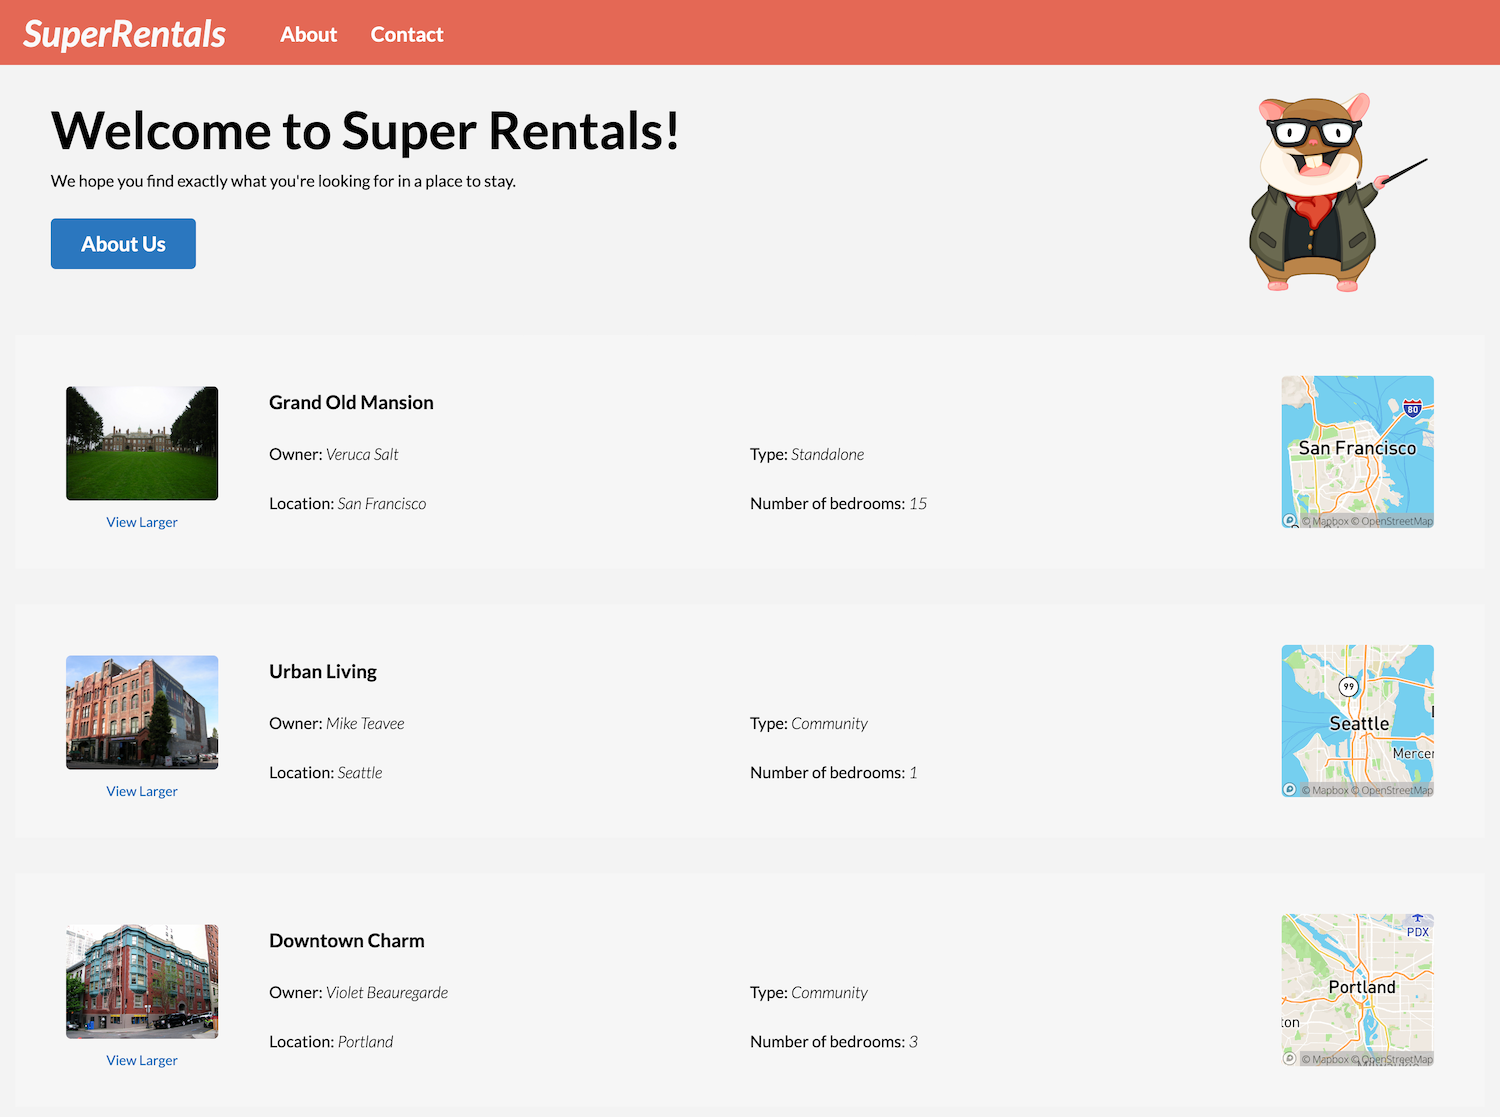 SuperRentals About Contact
Welcome to Super Rentals!
We hope you find exactly what you're looking for in a place to stay.
About Us
Grand Old Mansion
Owner: Veruca Salt
Type: Standalone
Location: San Francisco
Number of bedrooms: 15
View Larger
80
San Francisco
© Mapbox © OpenStreetMap
Urban Living
Owner: Mike Teavee
Type: Community
Location: Seattle
Number of bedrooms: 1
View Larger
99
Seattle
Mercer
© Mapbox © OpenStreetMap
Downtown Charm
Owner: Violet Beauregarde
Type: Community
Location: Portland
Number of bedrooms: 3
View Larger
PDX
Portland
ton
© Mapbox © OpenStreetMap